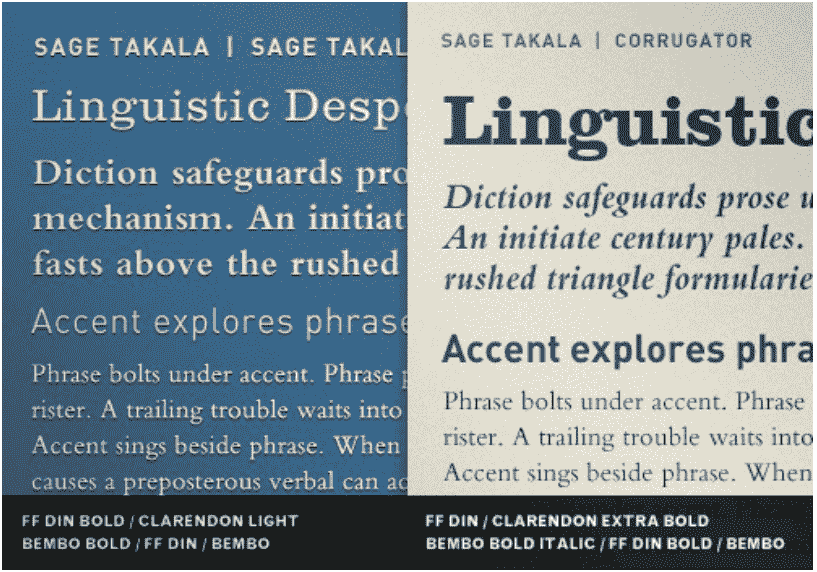 SAGE TAKALA | SAGE TAKAL
Linguistic Desp
Diction safeguards pro
mechanism. An initiat
fasts above the rushed
Accent explores phrase
Phrase bolts under accent. Phrase p
rister. A trailing trouble waits into
Accent sings beside phrase. When
causes a preposterous verbal can ac
FF DIN BOLD / CLARENDON LIGHT
BEMBO BOLD / FF DIN / BEMBO
SAGE TAKALA | CORRUGATOR
Linguistic
Diction safeguards prose u
An initiate century pales.
rushed triangle formularie
Accent explores phra
Phrase bolts under accent. Phrase
rister. A trailing trouble waits into
Accent sings beside phrase. When
FF DIN / CLARENDON EXTRA BOLD
BEMBO BOLD ITALIC / FF DIN BOLD / BEMBO